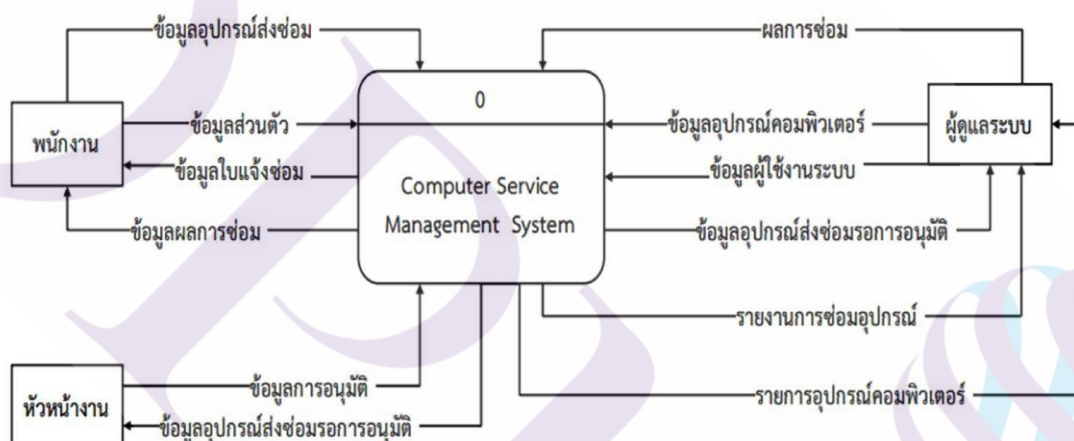 ข้อมูลอุปกรณ์ส่งซ่อม
ผลการซ่อม
0
พนักงาน
ข้อมูลส่วนตัว
ข้อมูลอุปกรณ์คอมพิวเตอร์
ผู้ดูแลระบบ
ข้อมูลใบแจ้งซ่อม
ข้อมูลผู้ใช้งานระบบ
Computer Service
Management System
ข้อมูลผลการซ่อม
ข้อมูลอุปกรณ์ส่งซ่อมรอการอนุมัติ
รายงานการซ่อมอุปกรณ์
หัวหน้างาน
ข้อมูลการอนุมัติ
รายการอุปกรณ์คอมพิวเตอร์
ข้อมูลอุปกรณ์ส่งซ่อมรอการอนุมัติ